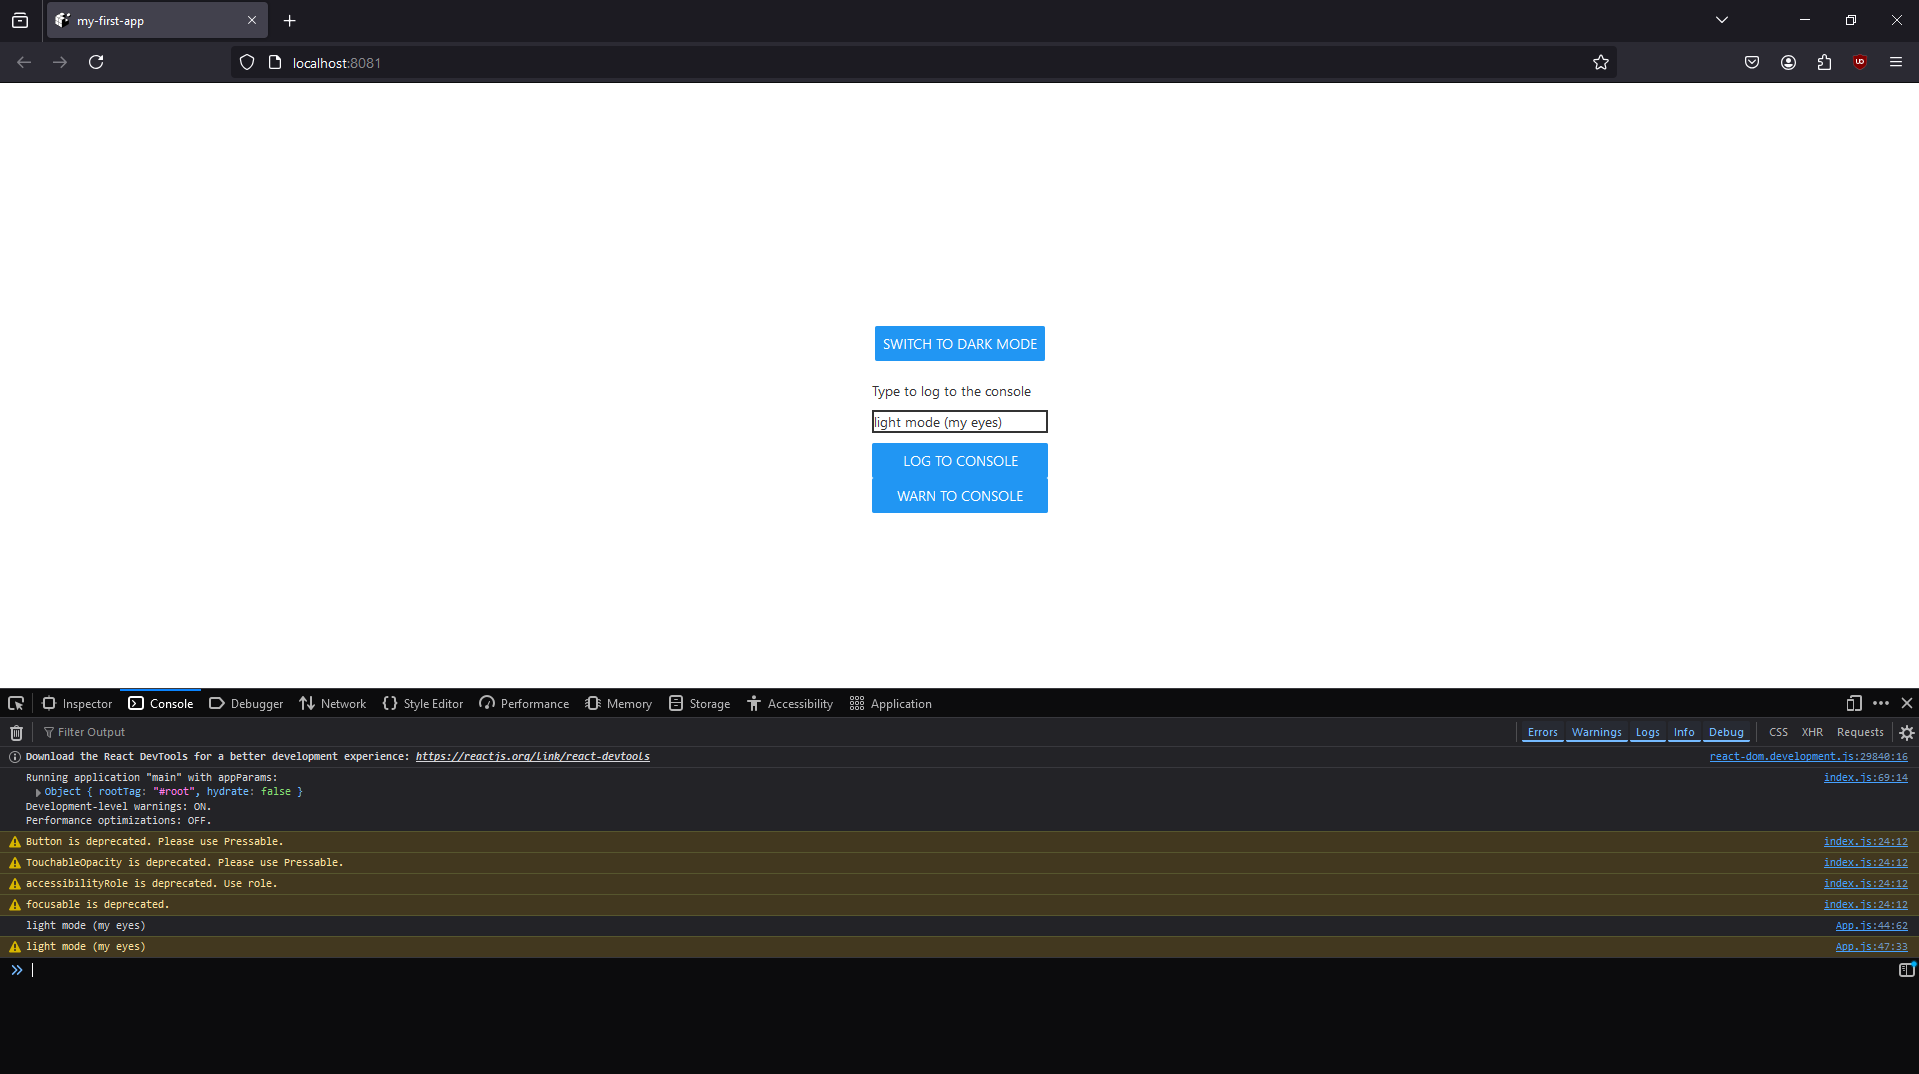 my-first-app
localhost:8081
SWITCH TO DARK MODE
Type to log to the console
light mode (my eyes)
LOG TO CONSOLE
WARN TO CONSOLE
Inspector Console Debugger Network Style Editor Performance Memory Storage Accessibility Application
Filter Output Errors Warnings Logs Info Debug CSS XHR Requests
Download the React DevTools for a better development experience: https://reactjs.org/link/react-devtools react-dom.development.js:29840:16
Running application "main" with appParams: index.js:69:14
Object { rootTag: "#root", hydrate: false }
Development-level warnings: ON.
Performance optimizations: OFF.
Button is deprecated. Please use Pressable. index.js:24:12
TouchableOpacity is deprecated. Please use Pressable. index.js:24:12
accessibilityRole is deprecated. Use role. index.js:24:12
focusable is deprecated. index.js:24:12
light mode (my eyes) App.js:44:62
light mode (my eyes) App.js:47:33